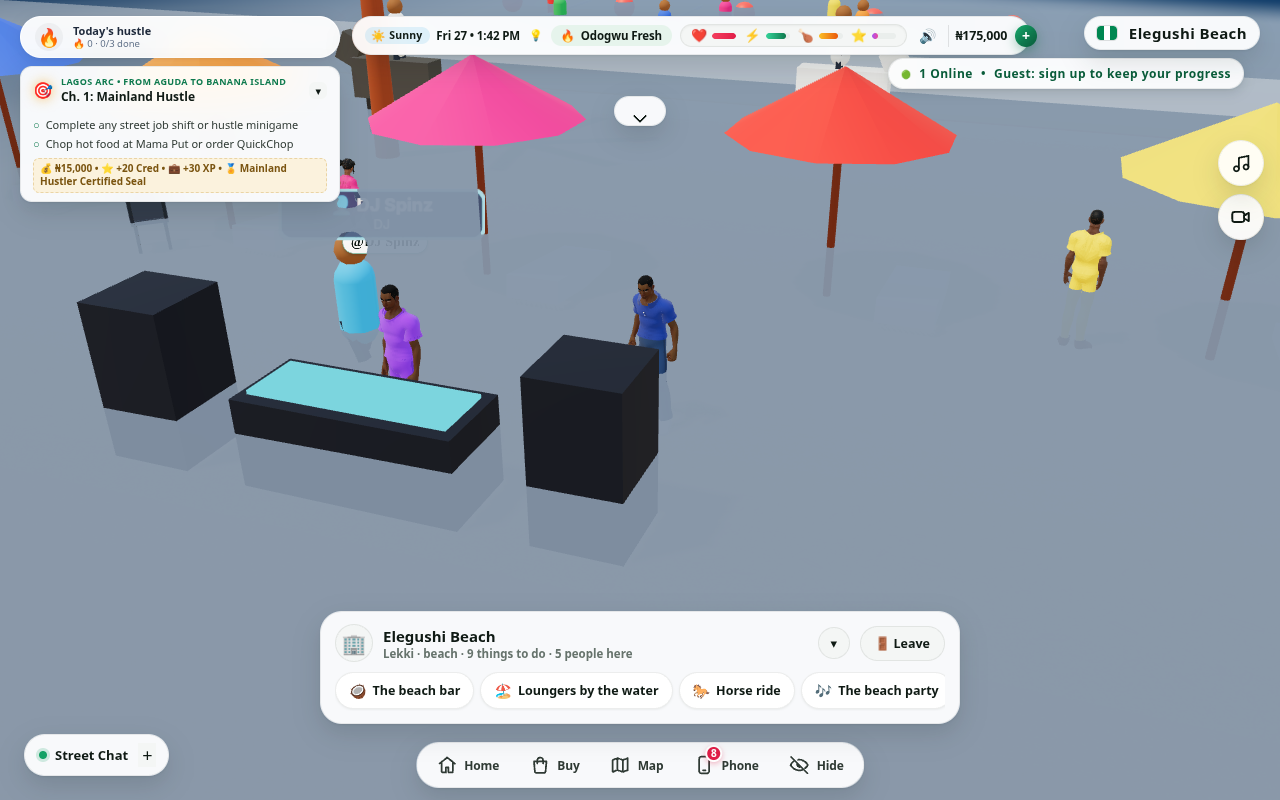 Today's hustle
🔥 0 · 0/3 done
☀️ Sunny
Fri 27 • 1:42 PM
Odogwu Fresh
₦175,000
+
Elegushi Beach
1 Online • Guest: sign up to keep your progress
LAGOS ARC • FROM AGUDA TO BANANA ISLAND
Ch. 1: Mainland Hustle
Complete any street job shift or hustle minigame
Chop hot food at Mama Put or order QuickChop
💰 ₦15,000 • ⭐ +20 Cred • 💼 +30 XP • 🏅 Mainland
Hustler Certified Seal
DJ Spinz
DJ
@DJ Spinz
Elegushi Beach
Lekki · beach · 9 things to do · 5 people here
Leave
The beach bar
Loungers by the water
Horse ride
The beach party
Street Chat +
Home
Buy
Map
8
Phone
Hide